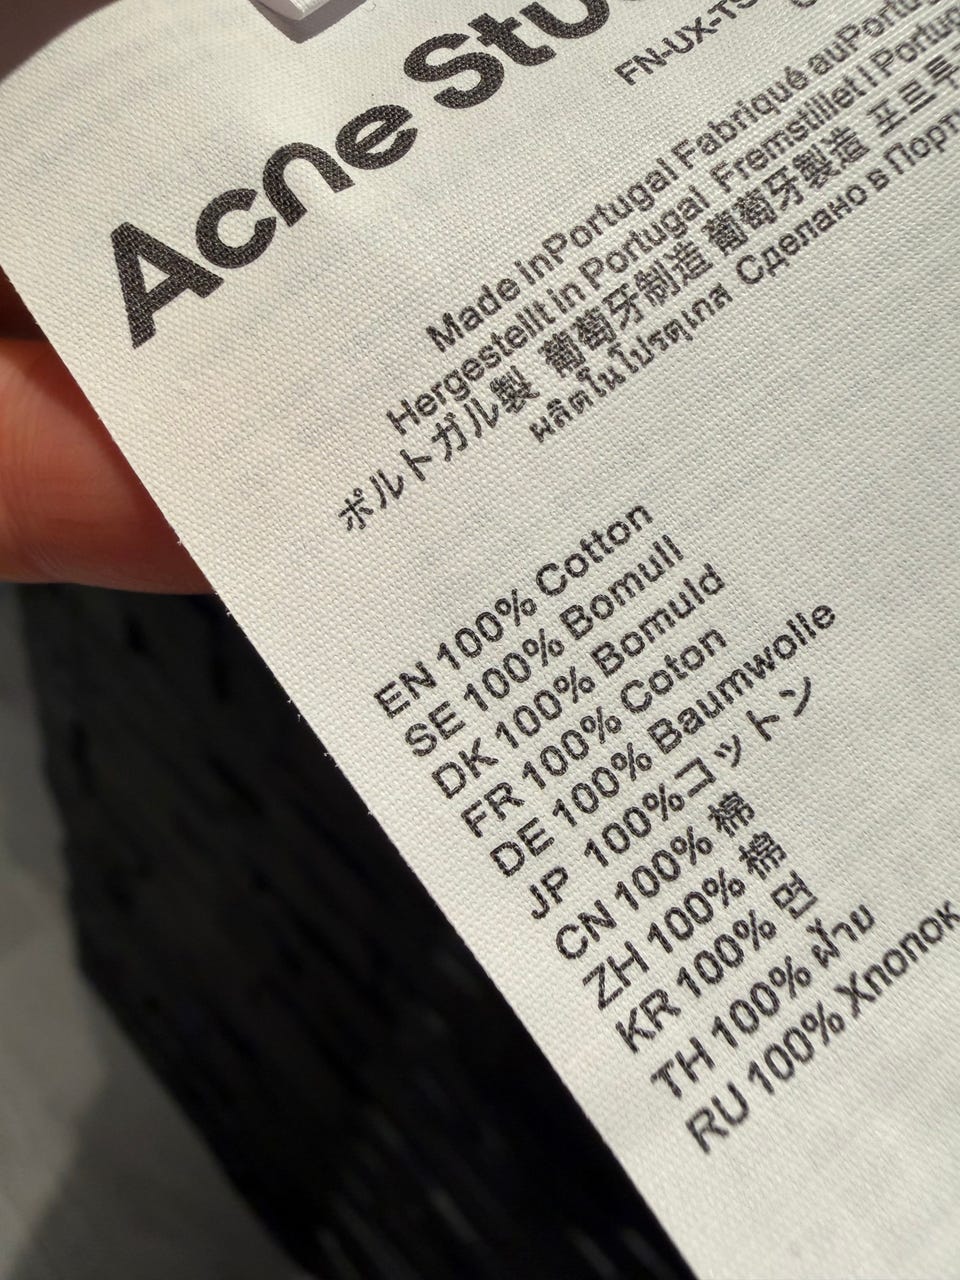 Acne Stu
FN-UX-TS
Made inPortugal Fabriqué auPortu
Hergestellt in Portugal Fremstilllet I Portug
ポルトガル製 葡萄牙制造 葡萄牙製造 포르투
ผลิตในโปรตุเกส Сделано в Порт
EN 100% Cotton
SE 100% Bomull
DK 100% Bomuld
FR 100% Coton
DE 100% Baumwolle
JP 100%コットン
CN 100% 棉
ZH 100% 棉
KR 100% 면
TH 100% ฝ้าย
RU 100% Хлопок